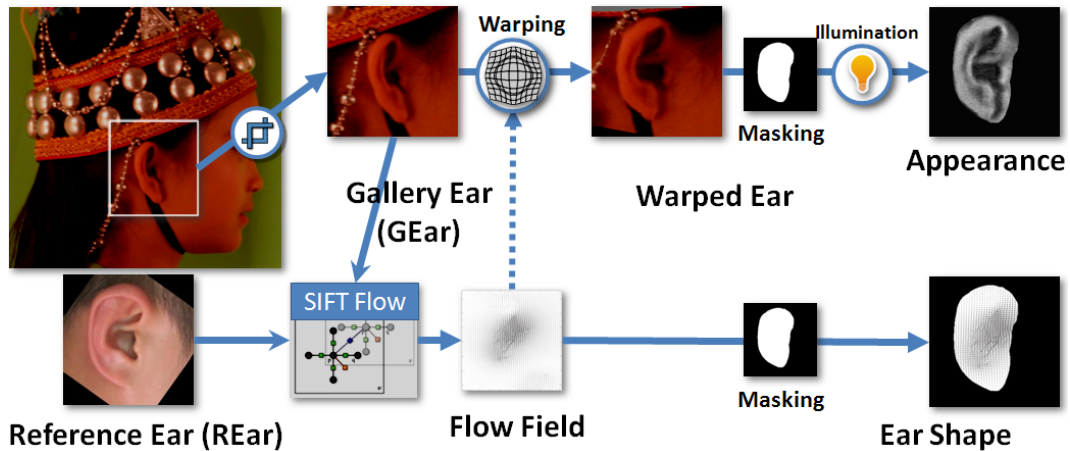 Warping
Illumination
Masking
Appearance
Gallery Ear
(GEar)
Warped Ear
SIFT Flow
Masking
Reference Ear (REar)
Flow Field
Ear Shape